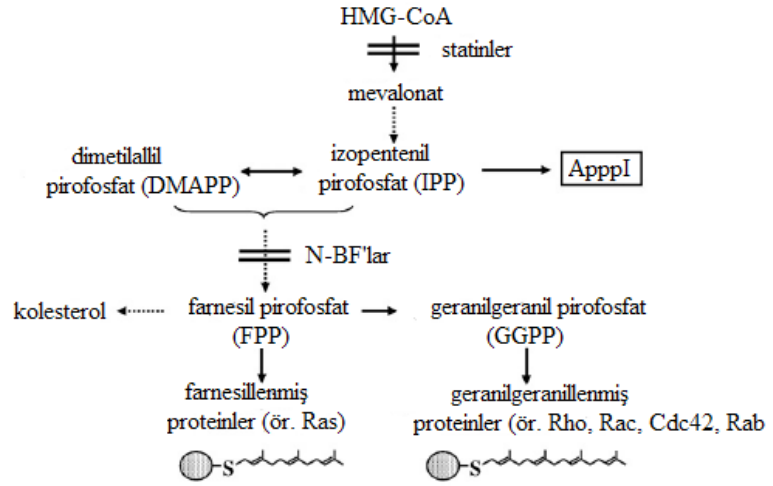 HMG-CoA
statinler
mevalonat
dimetilallil
pirofosfat (DMAPP)
izopentenil
pirofosfat (IPP)
ApppI
N-BF'lar
kolesterol
farnesil pirofosfat
(FPP)
geranilgeranil pirofosfat
(GGPP)
farnesillenmiş
proteinler (ör. Ras)
geranilgeranillenmiş
proteinler (ör. Rho, Rac, Cdc42, Rab
S
S